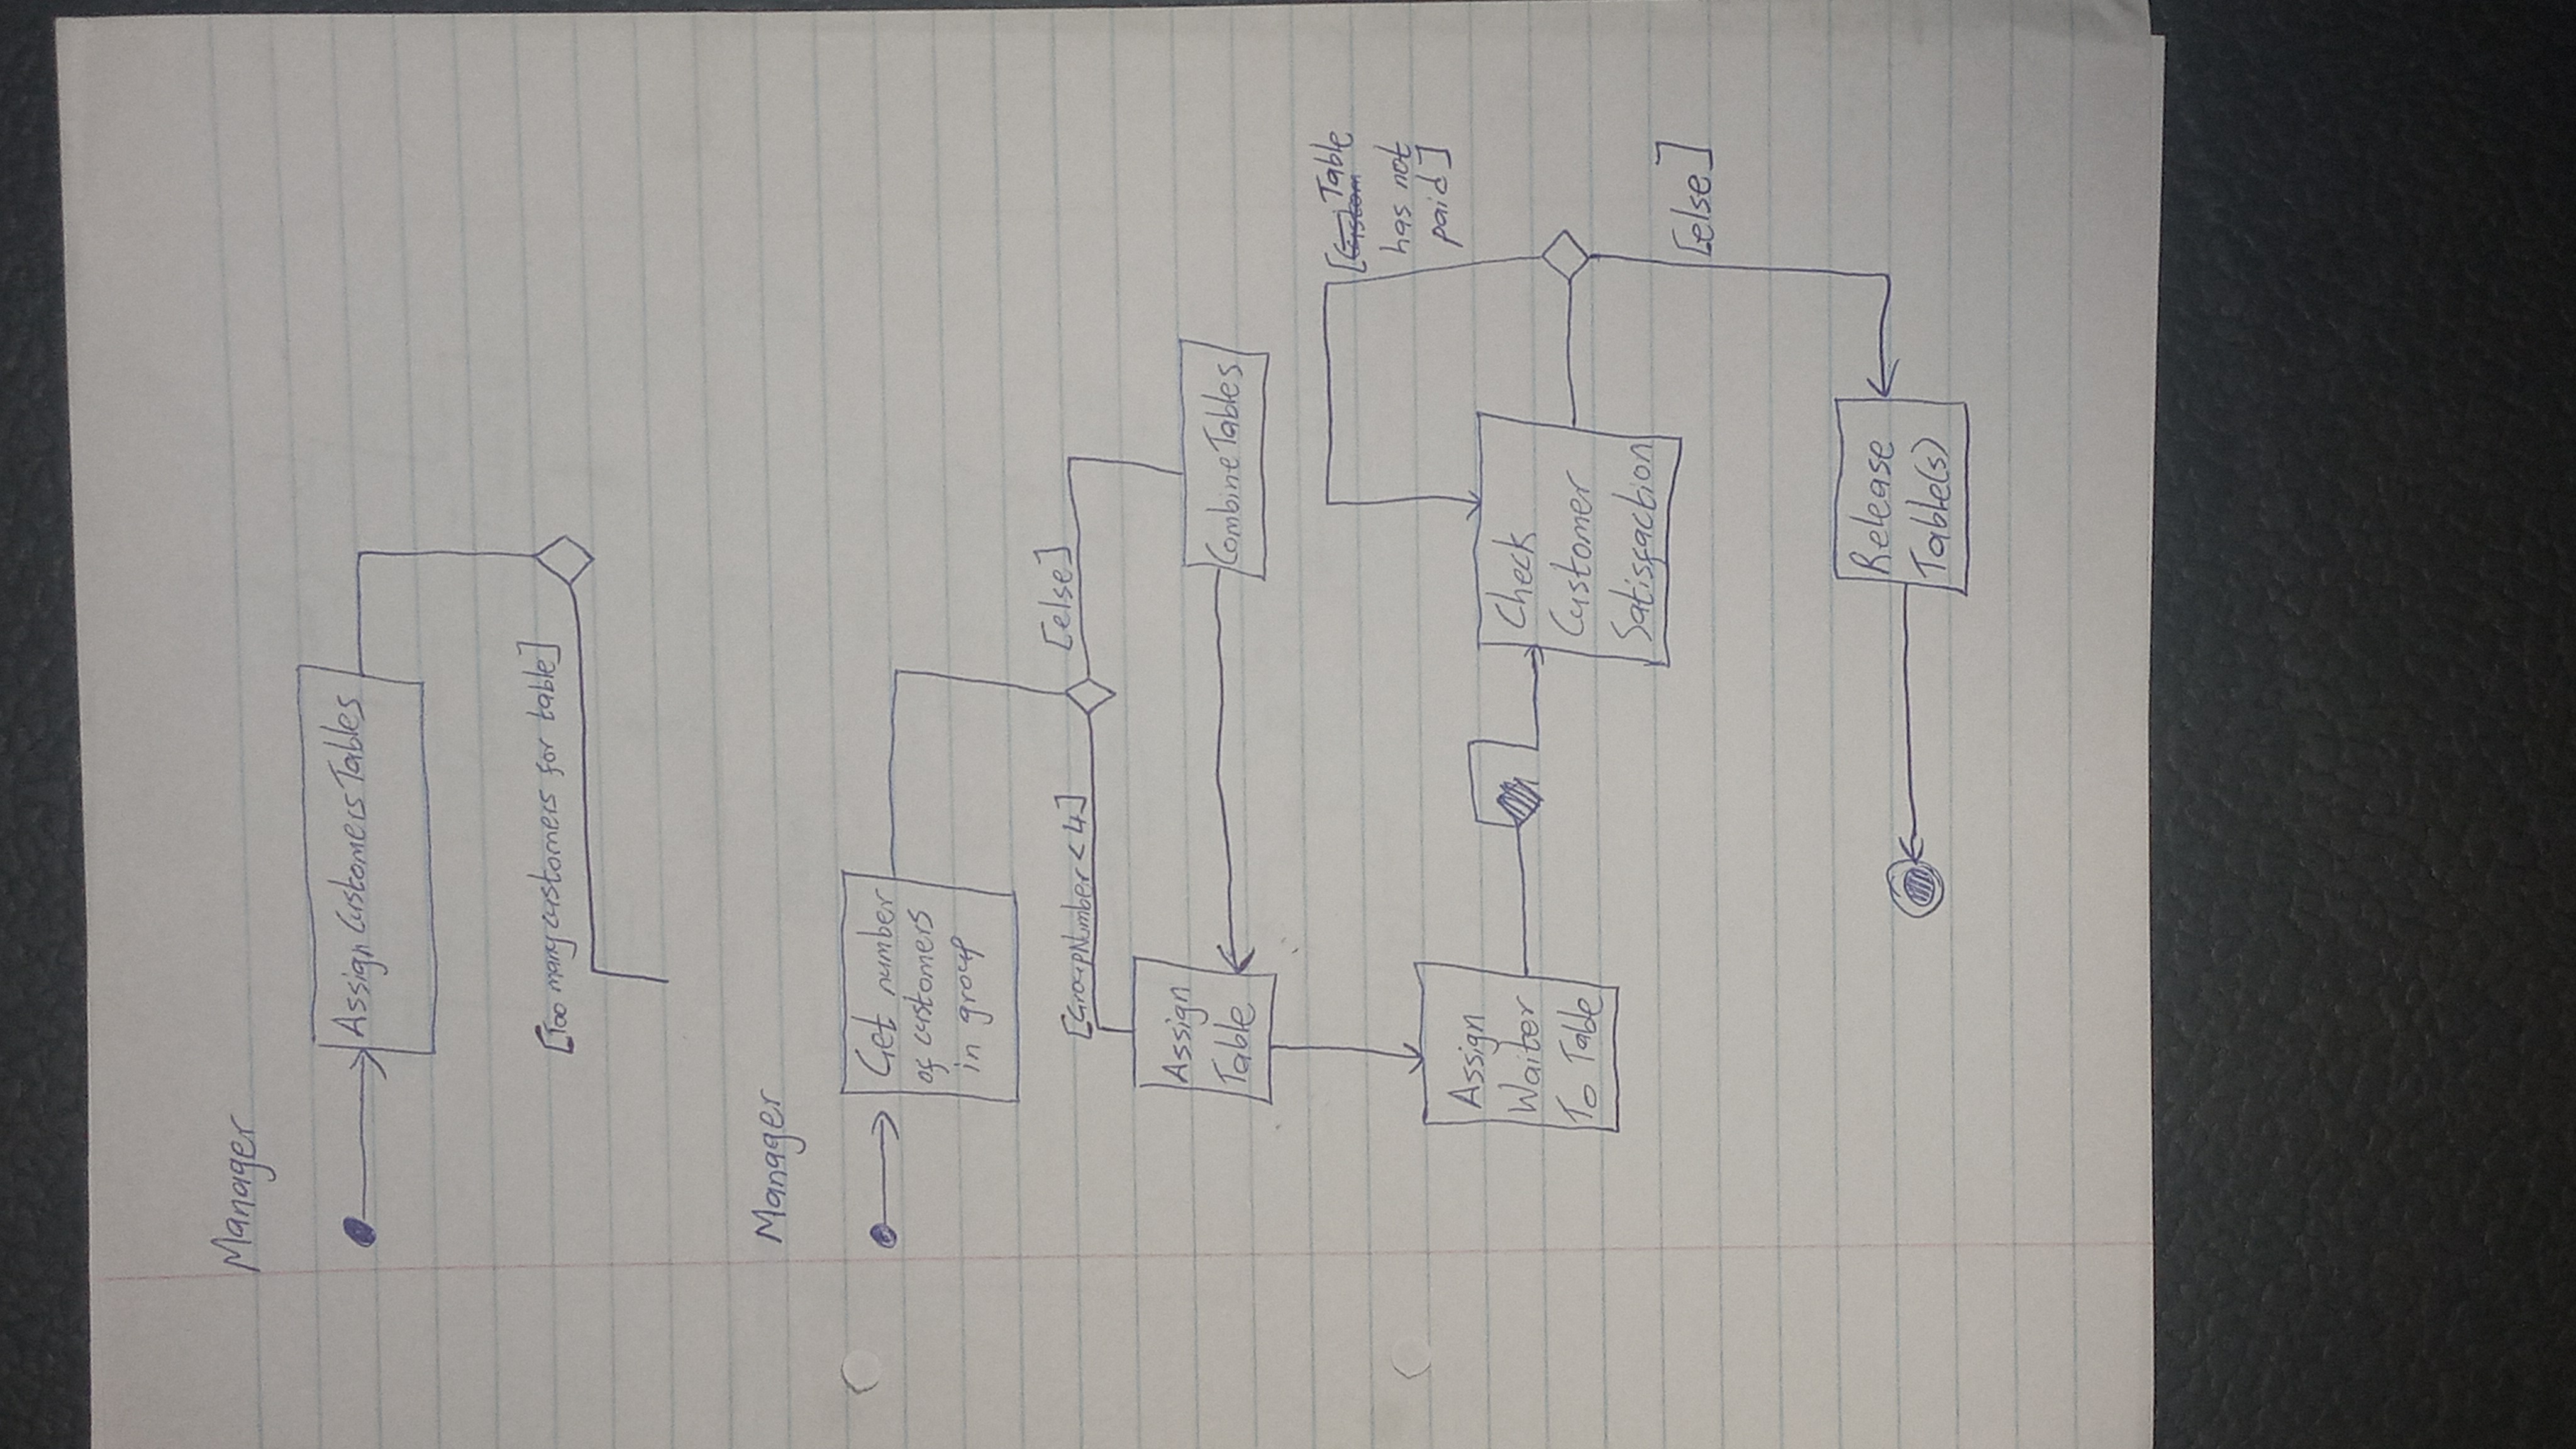 Manager
Assign Customers Tables
[Too many customers for table]
Manager
Get number
of customers
in group
[GroupNumber < 4]
[else]
Assign
Table
Combine Tables
Assign
Waiter
To Table
Check
Customer
Satisfaction
[Custom Table
has not
paid]
[else]
Release
Table(s)